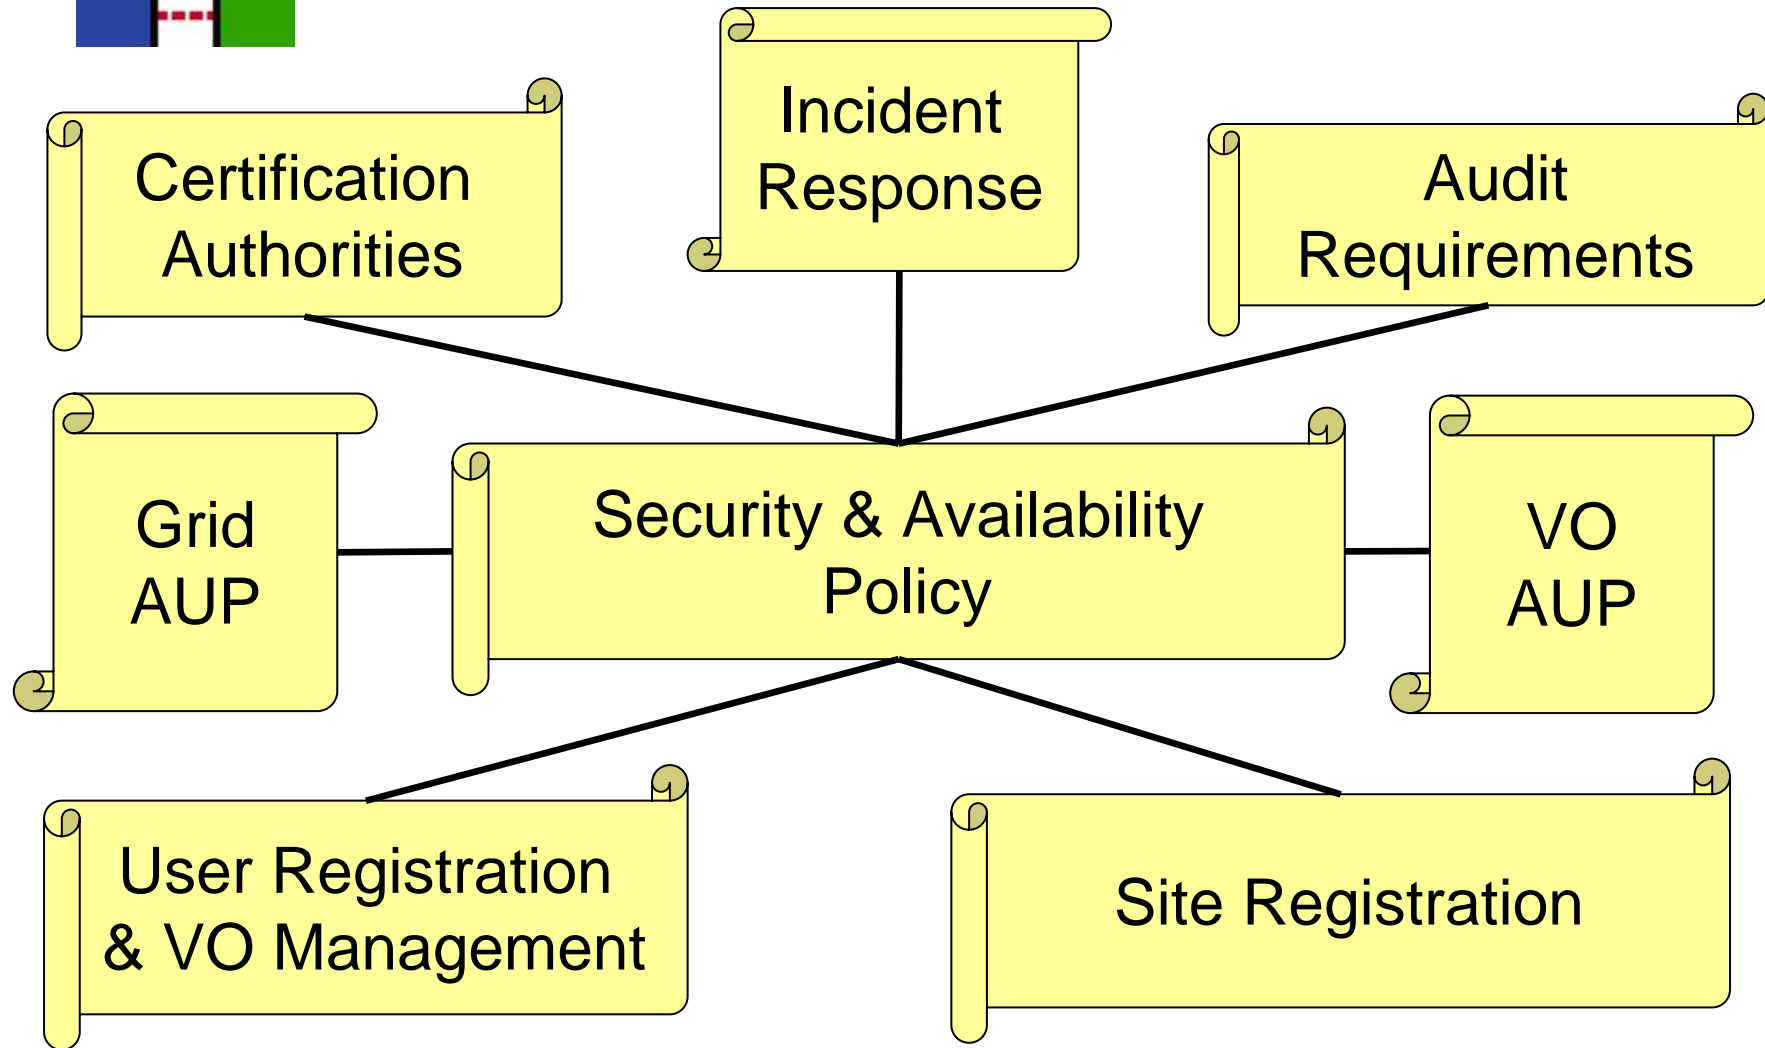 Incident
Response
Certification
Authorities
Audit
Requirements
Grid
AUP
Security & Availability
Policy
VO
AUP
User Registration
& VO Management
Site Registration